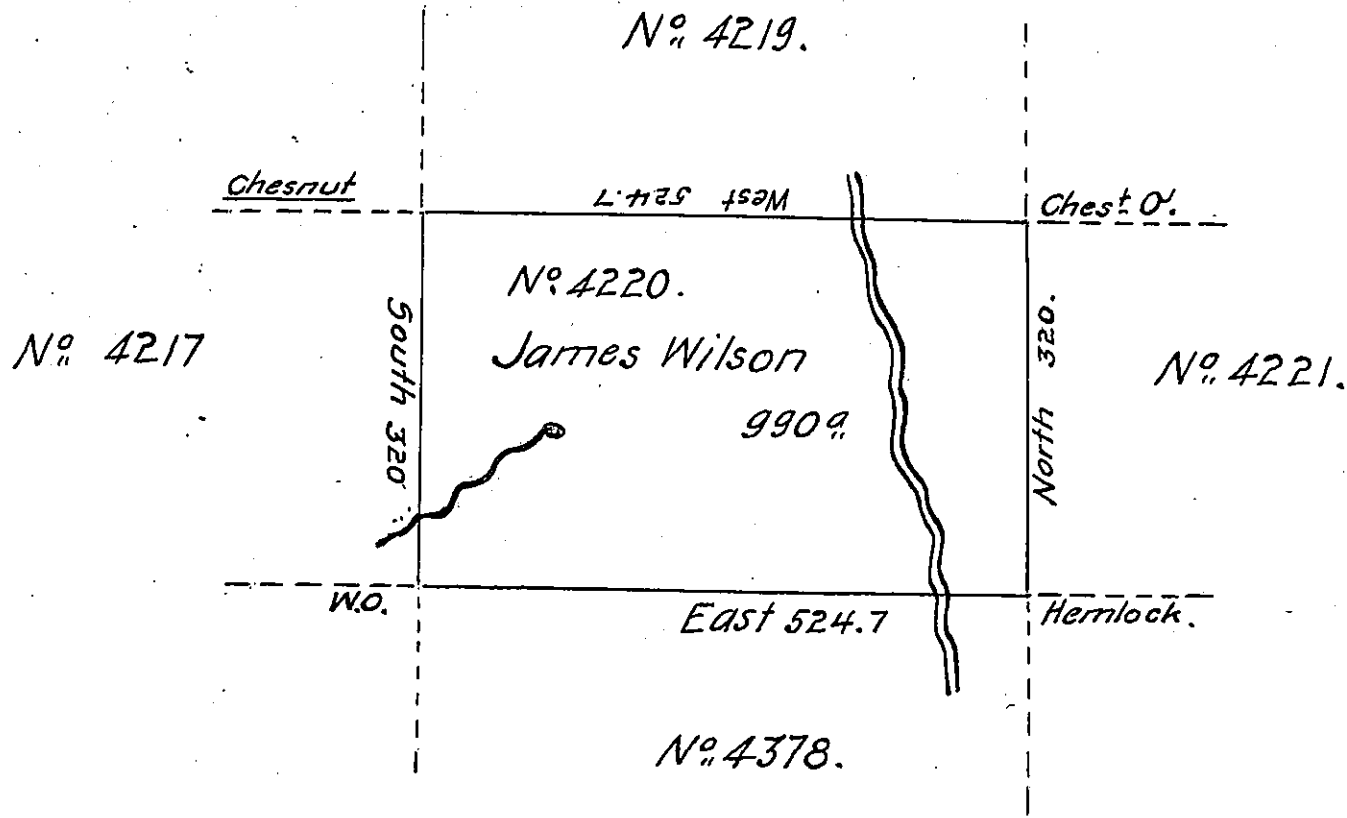 No. 4219.
Chesnut
West 524.7
Chest. O.
No. 4220.
South 320
No. 4217
James Wilson
North 320.
No. 4221.
990 a.
W.O.
East 524.7
Hemlock.
No. 4378.